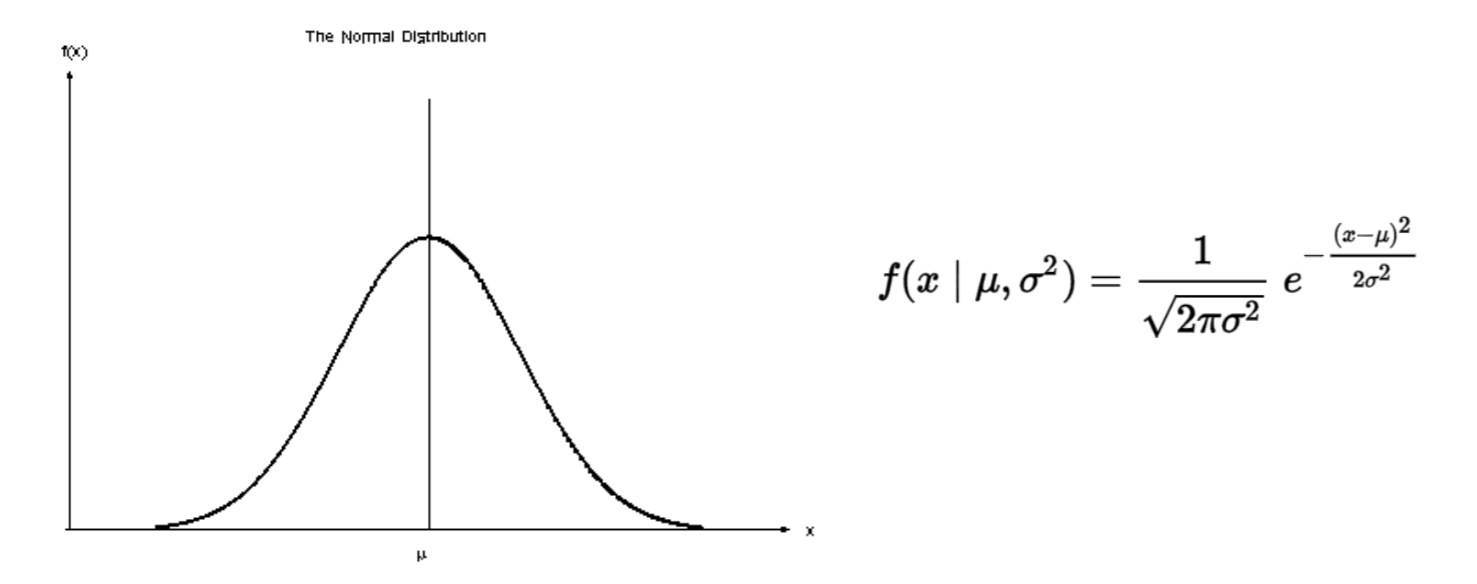 The Normal Distribution
f(x)
x
μ
f(x | μ, σ²) = 1/√(2πσ²) e^(-(x−μ)²/(2σ²))